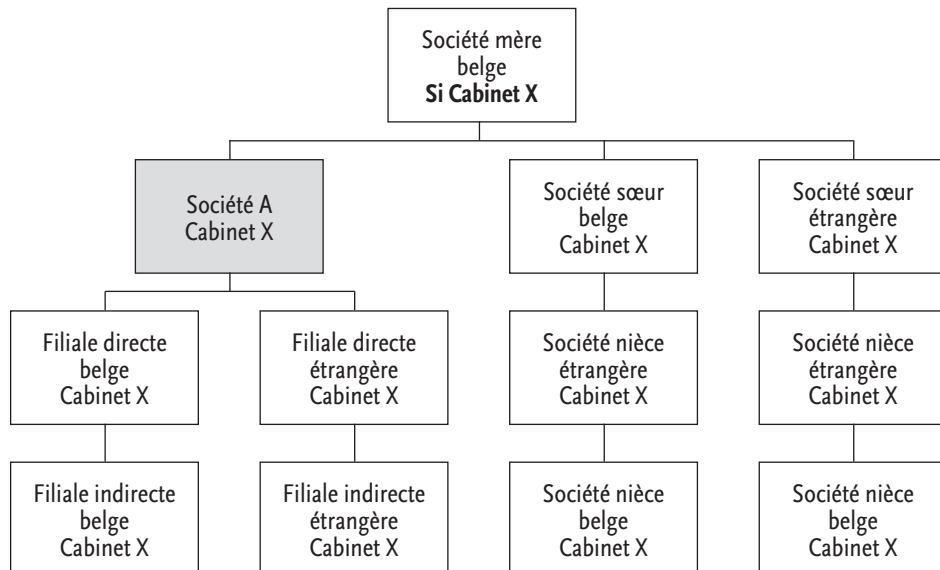 Société mère
belge
Si Cabinet X
Société A
Cabinet X
Société sœur
belge
Cabinet X
Société sœur
étrangère
Cabinet X
Filiale directe
belge
Cabinet X
Filiale directe
étrangère
Cabinet X
Société nièce
étrangère
Cabinet X
Société nièce
étrangère
Cabinet X
Filiale indirecte
belge
Cabinet X
Filiale indirecte
étrangère
Cabinet X
Société nièce
belge
Cabinet X
Société nièce
belge
Cabinet X